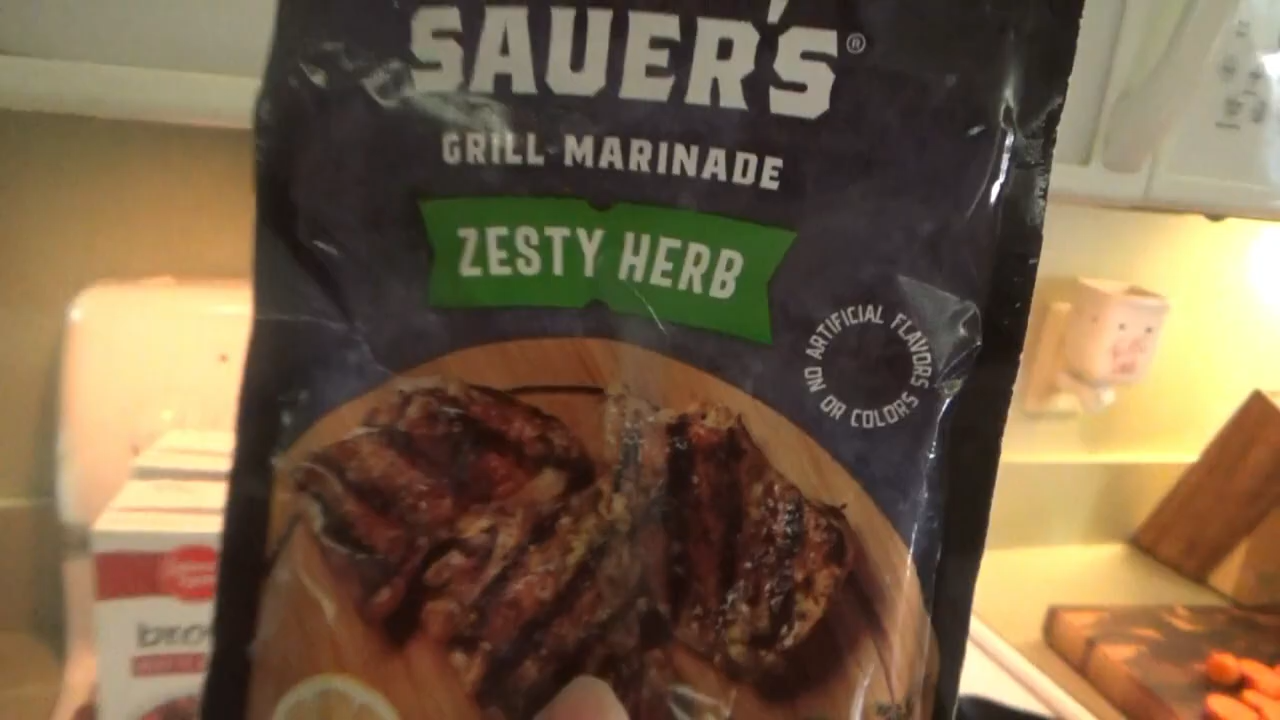 SAUER'S®
GRILL MARINADE
ZESTY HERB
NO ARTIFICIAL FLAVORS
OR COLORS